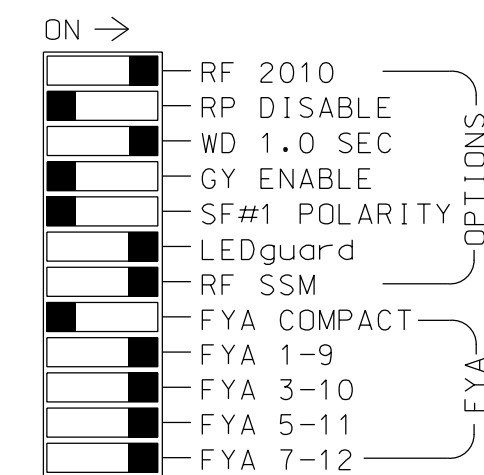 ON →
RF 2010
RP DISABLE
WD 1.0 SEC
GY ENABLE
SF#1 POLARITY
LEDguard
RF SSM
FYA COMPACT
FYA 1-9
FYA 3-10
FYA 5-11
FYA 7-12
OPTIONS
FYA